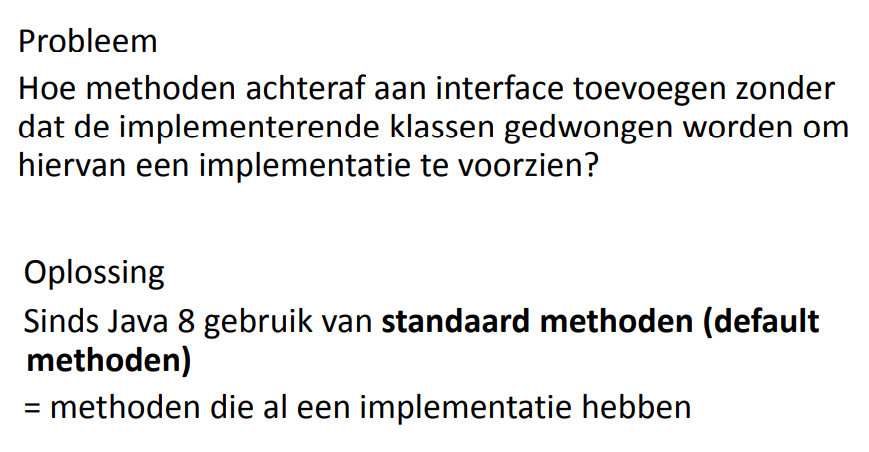 Probleem
Hoe methoden achteraf aan interface toevoegen zonder
dat de implementerende klassen gedwongen worden om
hiervan een implementatie te voorzien?
Oplossing
Sinds Java 8 gebruik van standaard methoden (default
methoden)
= methoden die al een implementatie hebben